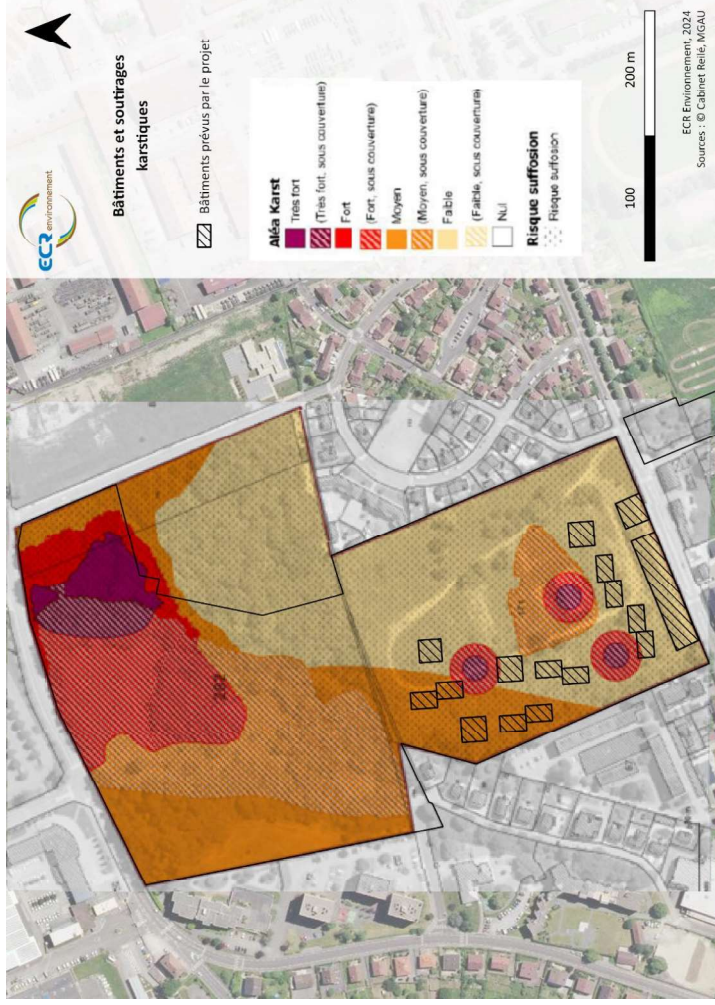 ECR environnement
Bâtiments et soutirages
karstiques
Bâtiments prévus par le projet
Aléa Karst
Très fort
(Très fort, sous couverture)
Fort
(Fort, sous couverture)
Moyen
(Moyen, sous couverture)
Faible
(Faible, sous couverture)
Nul
Risque suffosion
Risque suffosion
100
200 m
ECR Environnement, 2024
Sources : © Cabinet Reilé, MGAU